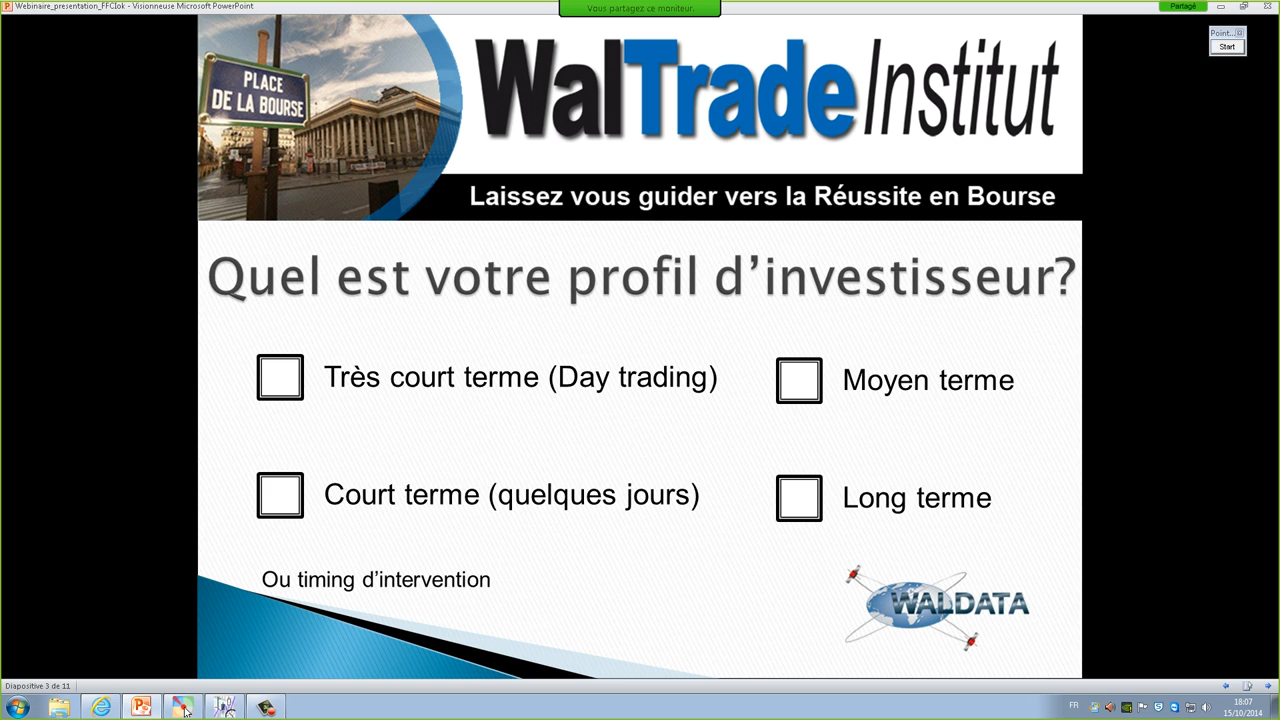 Webinaire_presentation_FFCIok - Visionneuse Microsoft PowerPoint
Vous partagez ce moniteur.
Partagé
Point...
Start
PLACE
DE LA BOURSE
WalTradeInstitut
Laissez vous guider vers la Réussite en Bourse
Quel est votre profil d’investisseur?
Très court terme (Day trading)
Moyen terme
Court terme (quelques jours)
Long terme
Ou timing d’intervention
WALDATA
Diapositive 3 de 11
FR
18:07
15/10/2014